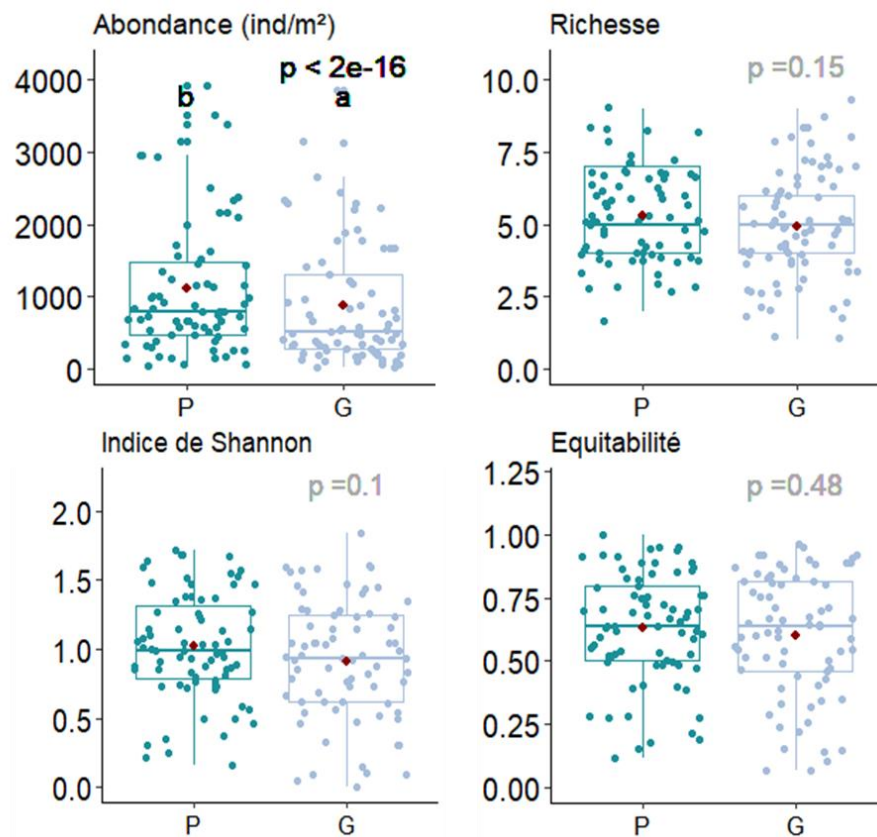 Abondance (ind/m²)
p < 2e-16
b
a
4000
3000
2000
1000
0
P
G
Richesse
p =0.15
10.0
7.5
5.0
2.5
0.0
P
G
Indice de Shannon
p =0.1
2.0
1.5
1.0
0.5
0.0
P
G
Equitabilité
p =0.48
1.25
1.00
0.75
0.50
0.25
0.00
P
G